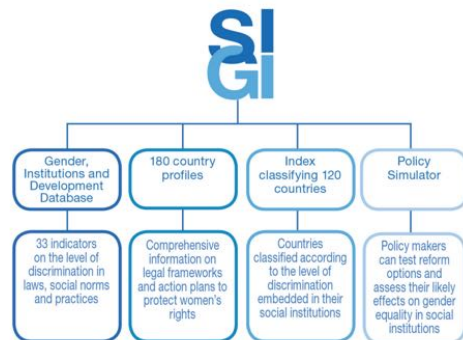 SI
GI
Gender,
Institutions and
Development
Database
180 country
profiles
Index
classifying 120
countries
Policy
Simulator
33 indicators
on the level of
discrimination in
laws, social norms
and practices
Comprehensive
information on
legal frameworks
and action plans to
protect women's
rights
Countries
classified according
to the level of
discrimination
embedded in their
social institutions
Policy makers
can test reform
options and
assess their likely
effects on gender
equality in social
institutions